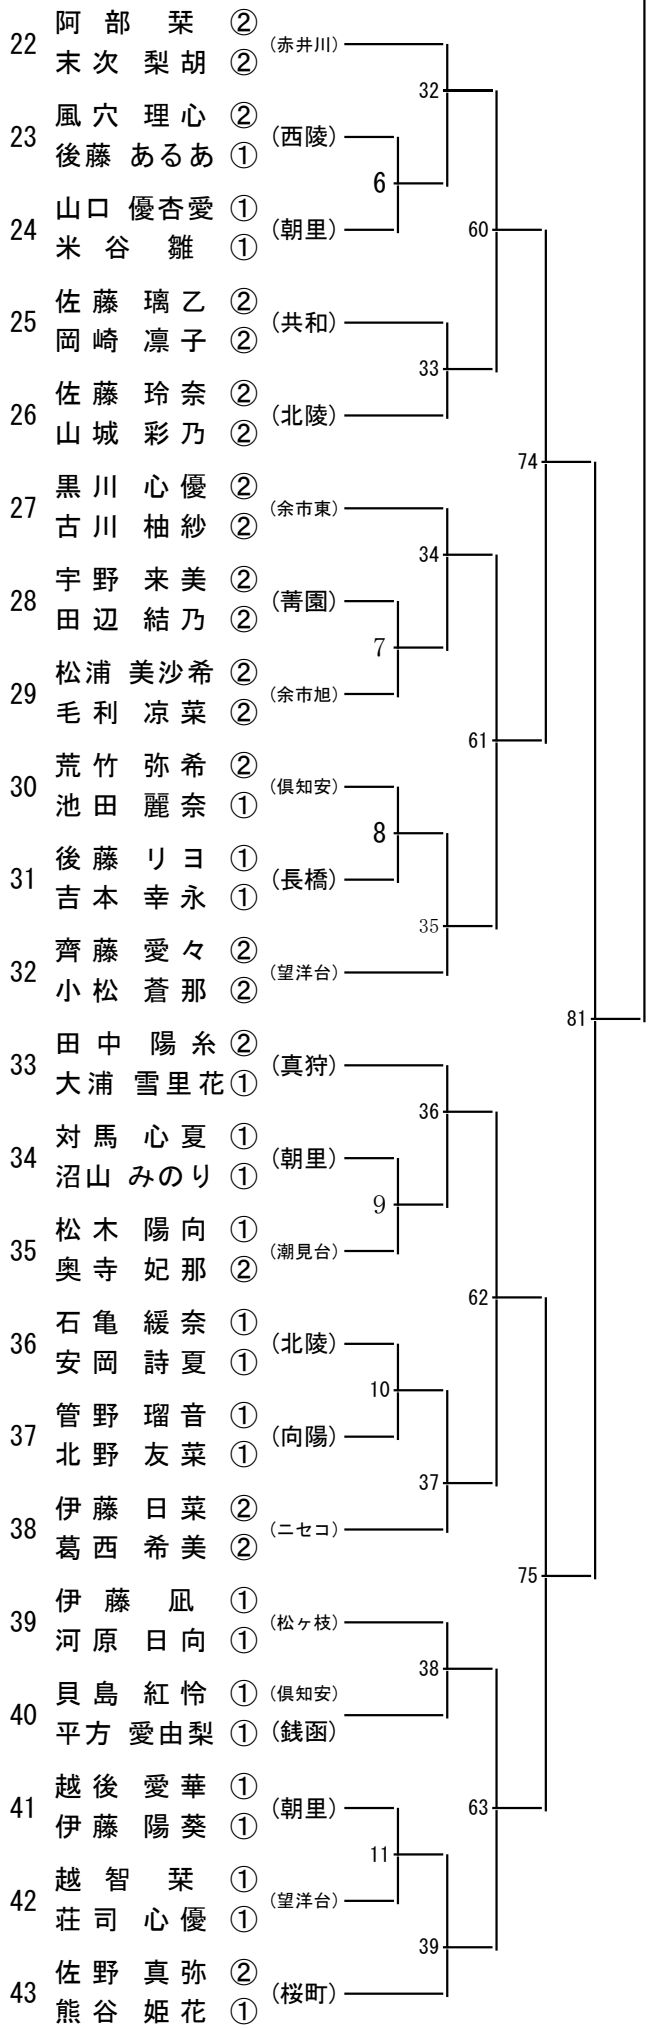 22 阿部 栞 ② (赤井川)
末次 梨胡 ②
32
23 風穴 理心 ② (西陵)
後藤 あるあ ①
6
24 山口 優杏愛 ① (朝里)
米谷 雛 ①
60
25 佐藤 璃乙 ② (共和)
岡崎 凛子 ②
33
26 佐藤 玲奈 ② (北陵)
山城 彩乃 ②
74
27 黒川 心優 ② (余市東)
古川 柚紗 ②
34
28 宇野 来美 ② (菁園)
田辺 結乃 ②
7
29 松浦 美沙希 ② (余市旭)
毛利 凉菜 ②
61
30 荒竹 弥希 ② (倶知安)
池田 麗奈 ①
8
31 後藤 リヨ ① (長橋)
吉本 幸永 ①
35
32 齊藤 愛々 ② (望洋台)
小松 蒼那 ②
81
33 田中 陽糸 ② (真狩)
大浦 雪里花 ①
36
34 対馬 心夏 ① (朝里)
沼山 みのり ①
9
35 松木 陽向 ① (潮見台)
奥寺 妃那 ②
62
36 石亀 緩奈 ① (北陵)
安岡 詩夏 ①
10
37 管野 瑠音 ① (向陽)
北野 友菜 ①
37
38 伊藤 日菜 ② (ニセコ)
葛西 希美 ②
75
39 伊藤 凪 ① (松ヶ枝)
河原 日向 ①
38
40 貝島 紅怜 ① (倶知安)
平方 愛由梨 ① (銭函)
41 越後 愛華 ① (朝里)
伊藤 陽葵 ①
63
11
42 越智 栞 ① (望洋台)
荘司 心優 ①
39
43 佐野 真弥 ② (桜町)
熊谷 姫花 ①